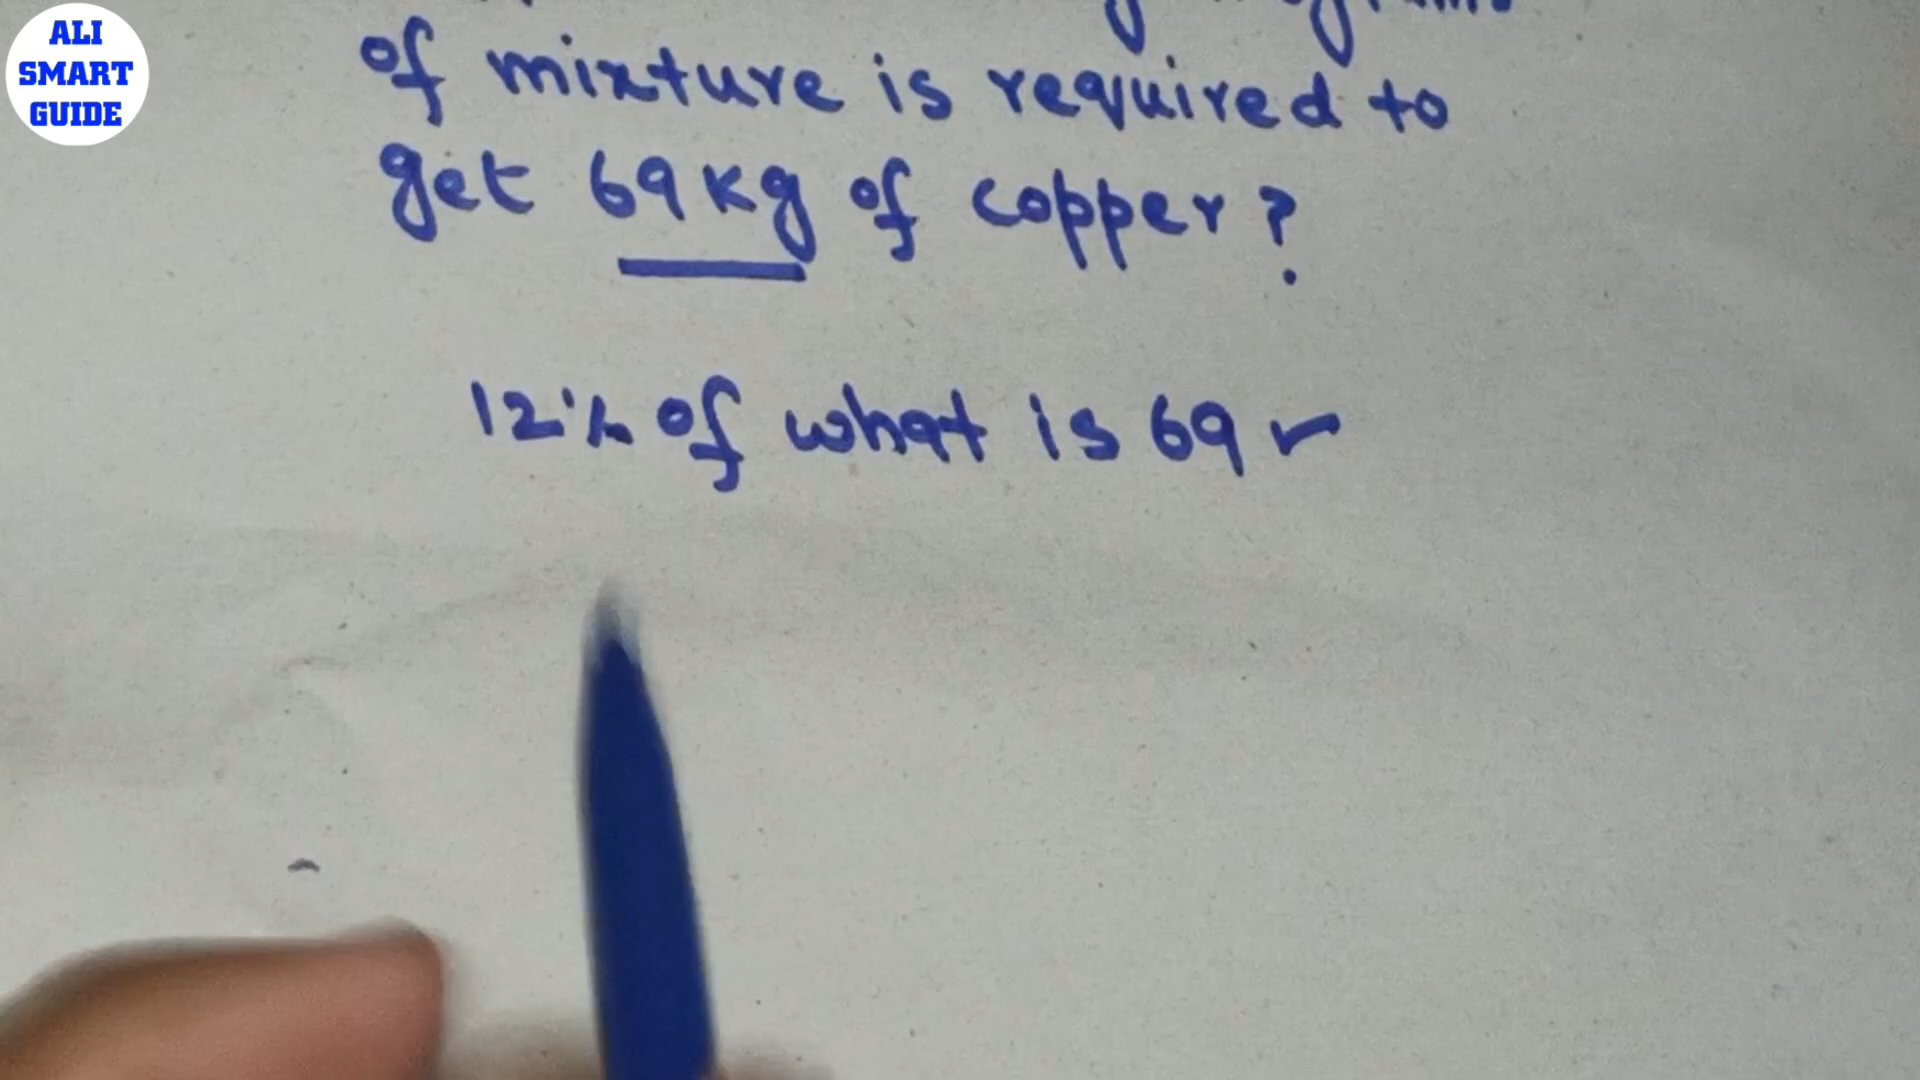 ALI
SMART
GUIDE
of mixture is required to
get 69 kg of copper?
12% of what is 69 ✓